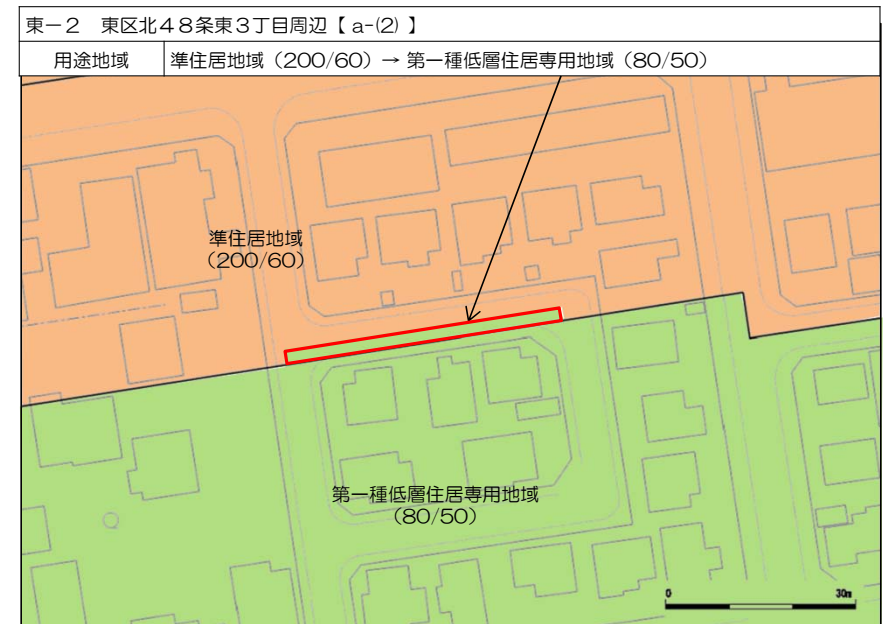 東－2　東区北４８条東３丁目周辺【 a-(2) 】
用途地域　準住居地域（200/60）→ 第一種低層住居専用地域（80/50）
準住居地域
（200/60）
第一種低層住居専用地域
（80/50）
0　30m